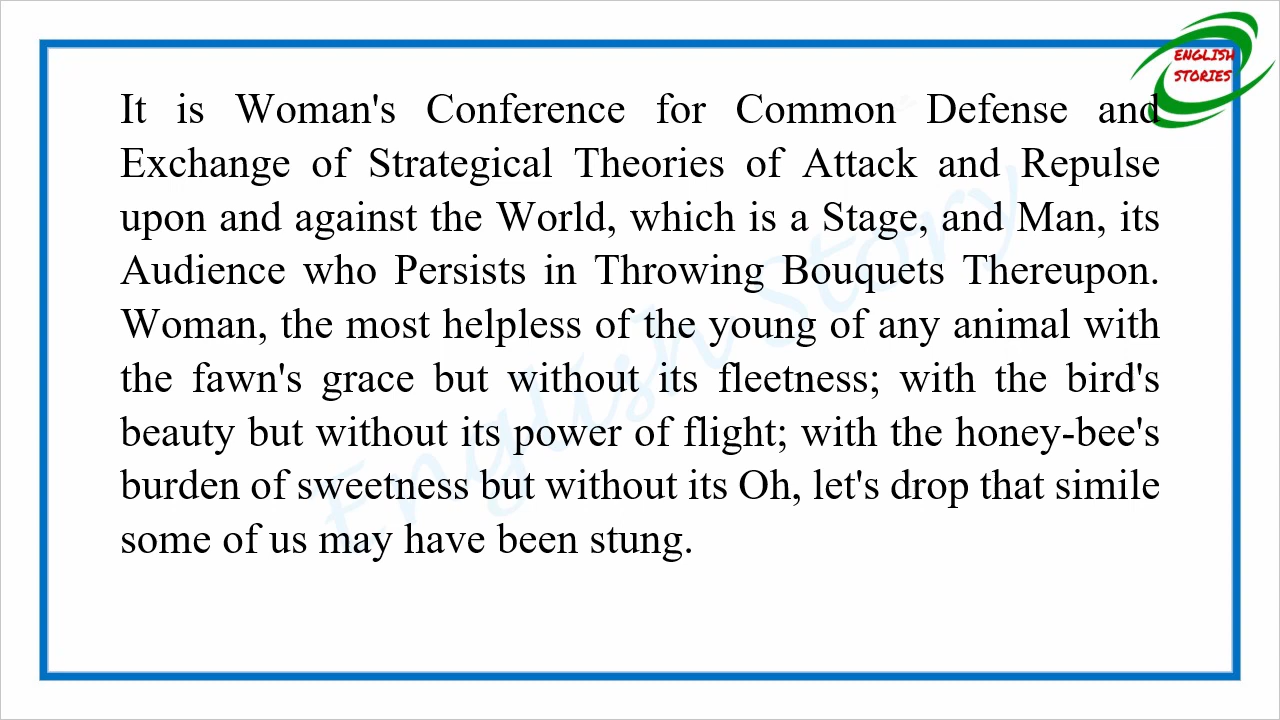 ENGLISH
STORIES
It is Woman's Conference for Common Defense and
Exchange of Strategical Theories of Attack and Repulse
upon and against the World, which is a Stage, and Man, its
Audience who Persists in Throwing Bouquets Thereupon.
Woman, the most helpless of the young of any animal with
the fawn's grace but without its fleetness; with the bird's
beauty but without its power of flight; with the honey-bee's
burden of sweetness but without its Oh, let's drop that simile
some of us may have been stung.
English Story